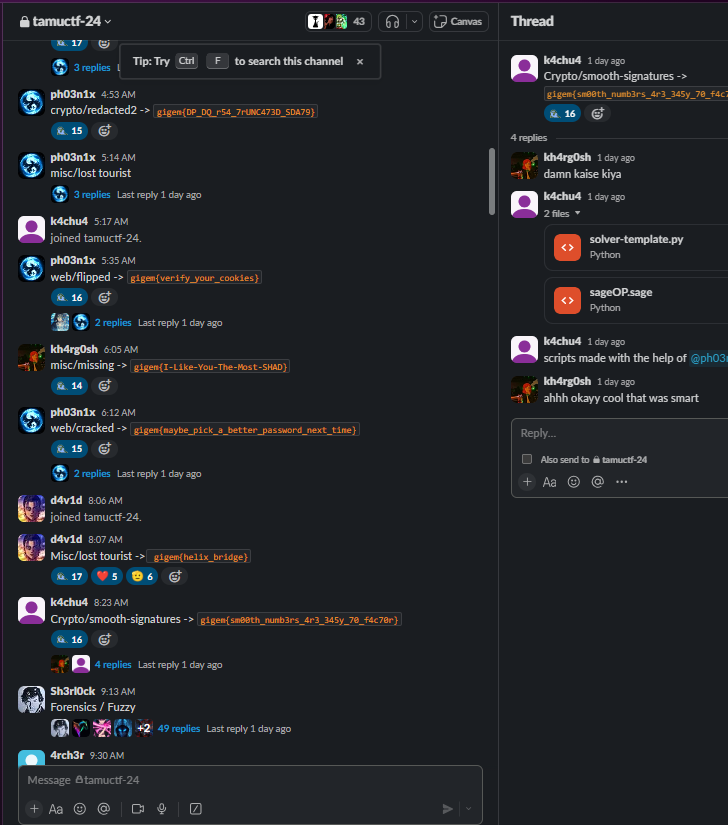 tamuctf-24
43
Canvas
17
3 replies
Tip: Try Ctrl F to search this channel ×
ph03n1x 4:53 AM
crypto/redacted2 -> gigem{DP_DQ_r54_7rUNC473D_SDA79}
15
ph03n1x 5:14 AM
misc/lost tourist
3 replies Last reply 1 day ago
k4chu4 5:17 AM
joined tamuctf-24.
ph03n1x 5:35 AM
web/flipped -> gigem{verify_your_cookies}
16
2 replies Last reply 1 day ago
kh4rg0sh 6:05 AM
misc/missing -> gigem{I-Like-You-The-Most-SHAD}
14
ph03n1x 6:12 AM
web/cracked -> gigem{maybe_pick_a_better_password_next_time}
15
2 replies Last reply 1 day ago
d4v1d 8:06 AM
joined tamuctf-24.
d4v1d 8:07 AM
Misc/lost tourist -> gigem{helix_bridge}
17 5 6
k4chu4 8:23 AM
Crypto/smooth-signatures -> gigem{sm00th_numb3rs_4r3_345y_70_f4c70r}
16
4 replies Last reply 1 day ago
Sh3rl0ck 9:13 AM
Forensics / Fuzzy
+2 49 replies Last reply 1 day ago
4rch3r 9:30 AM
Message tamuctf-24
Aa
Thread
k4chu4 1 day ago
Crypto/smooth-signatures ->
gigem{sm00th_numb3rs_4r3_345y_70_f4c7
16
4 replies
kh4rg0sh 1 day ago
damn kaise kiya
k4chu4 1 day ago
2 files
solver-template.py
Python
sageOP.sage
Python
k4chu4 1 day ago
scripts made with the help of @ph03n
kh4rg0sh 1 day ago
ahhh okayy cool that was smart
Reply...
Also send to tamuctf-24
Aa